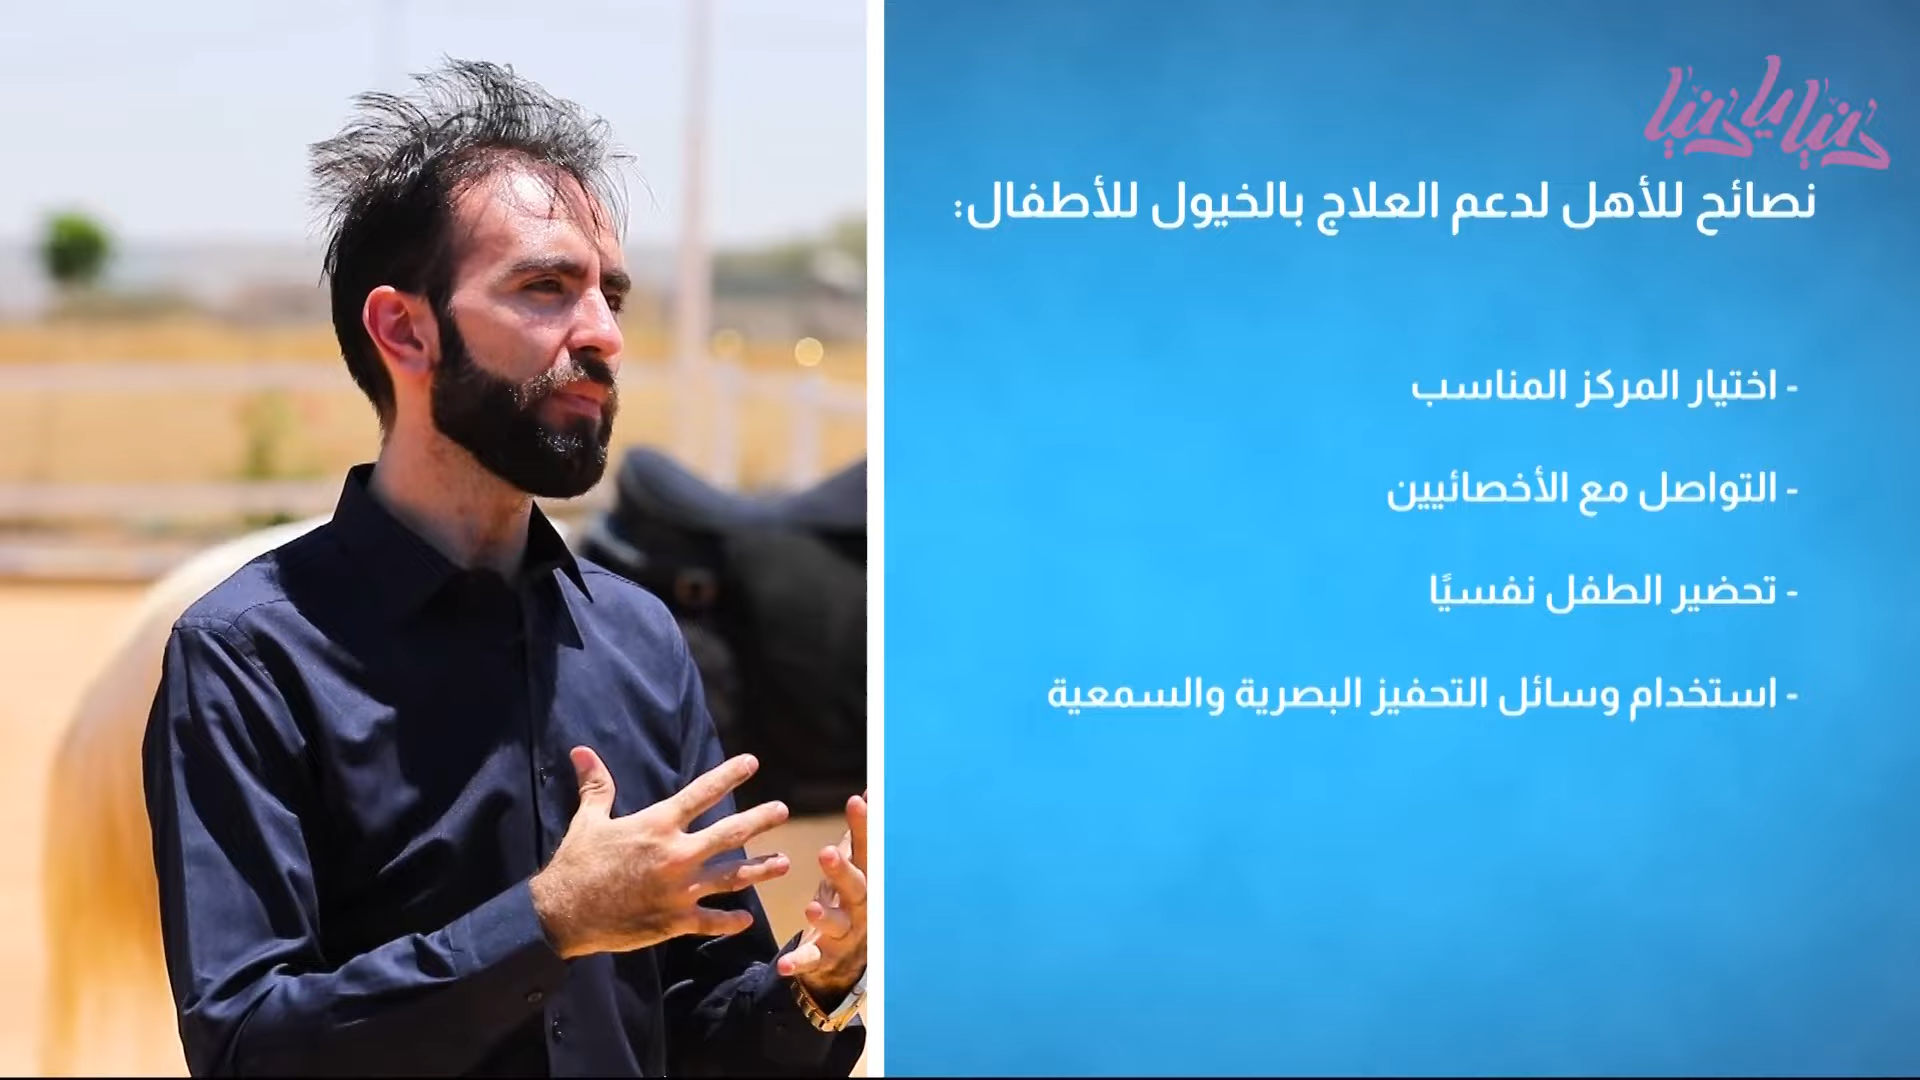 دنيا يا دنيا
نصائح للأهل لدعم العلاج بالخيول للأطفال:
- اختيار المركز المناسب
- التواصل مع الأخصائيين
- تحضير الطفل نفسيًا
- استخدام وسائل التحفيز البصرية والسمعية